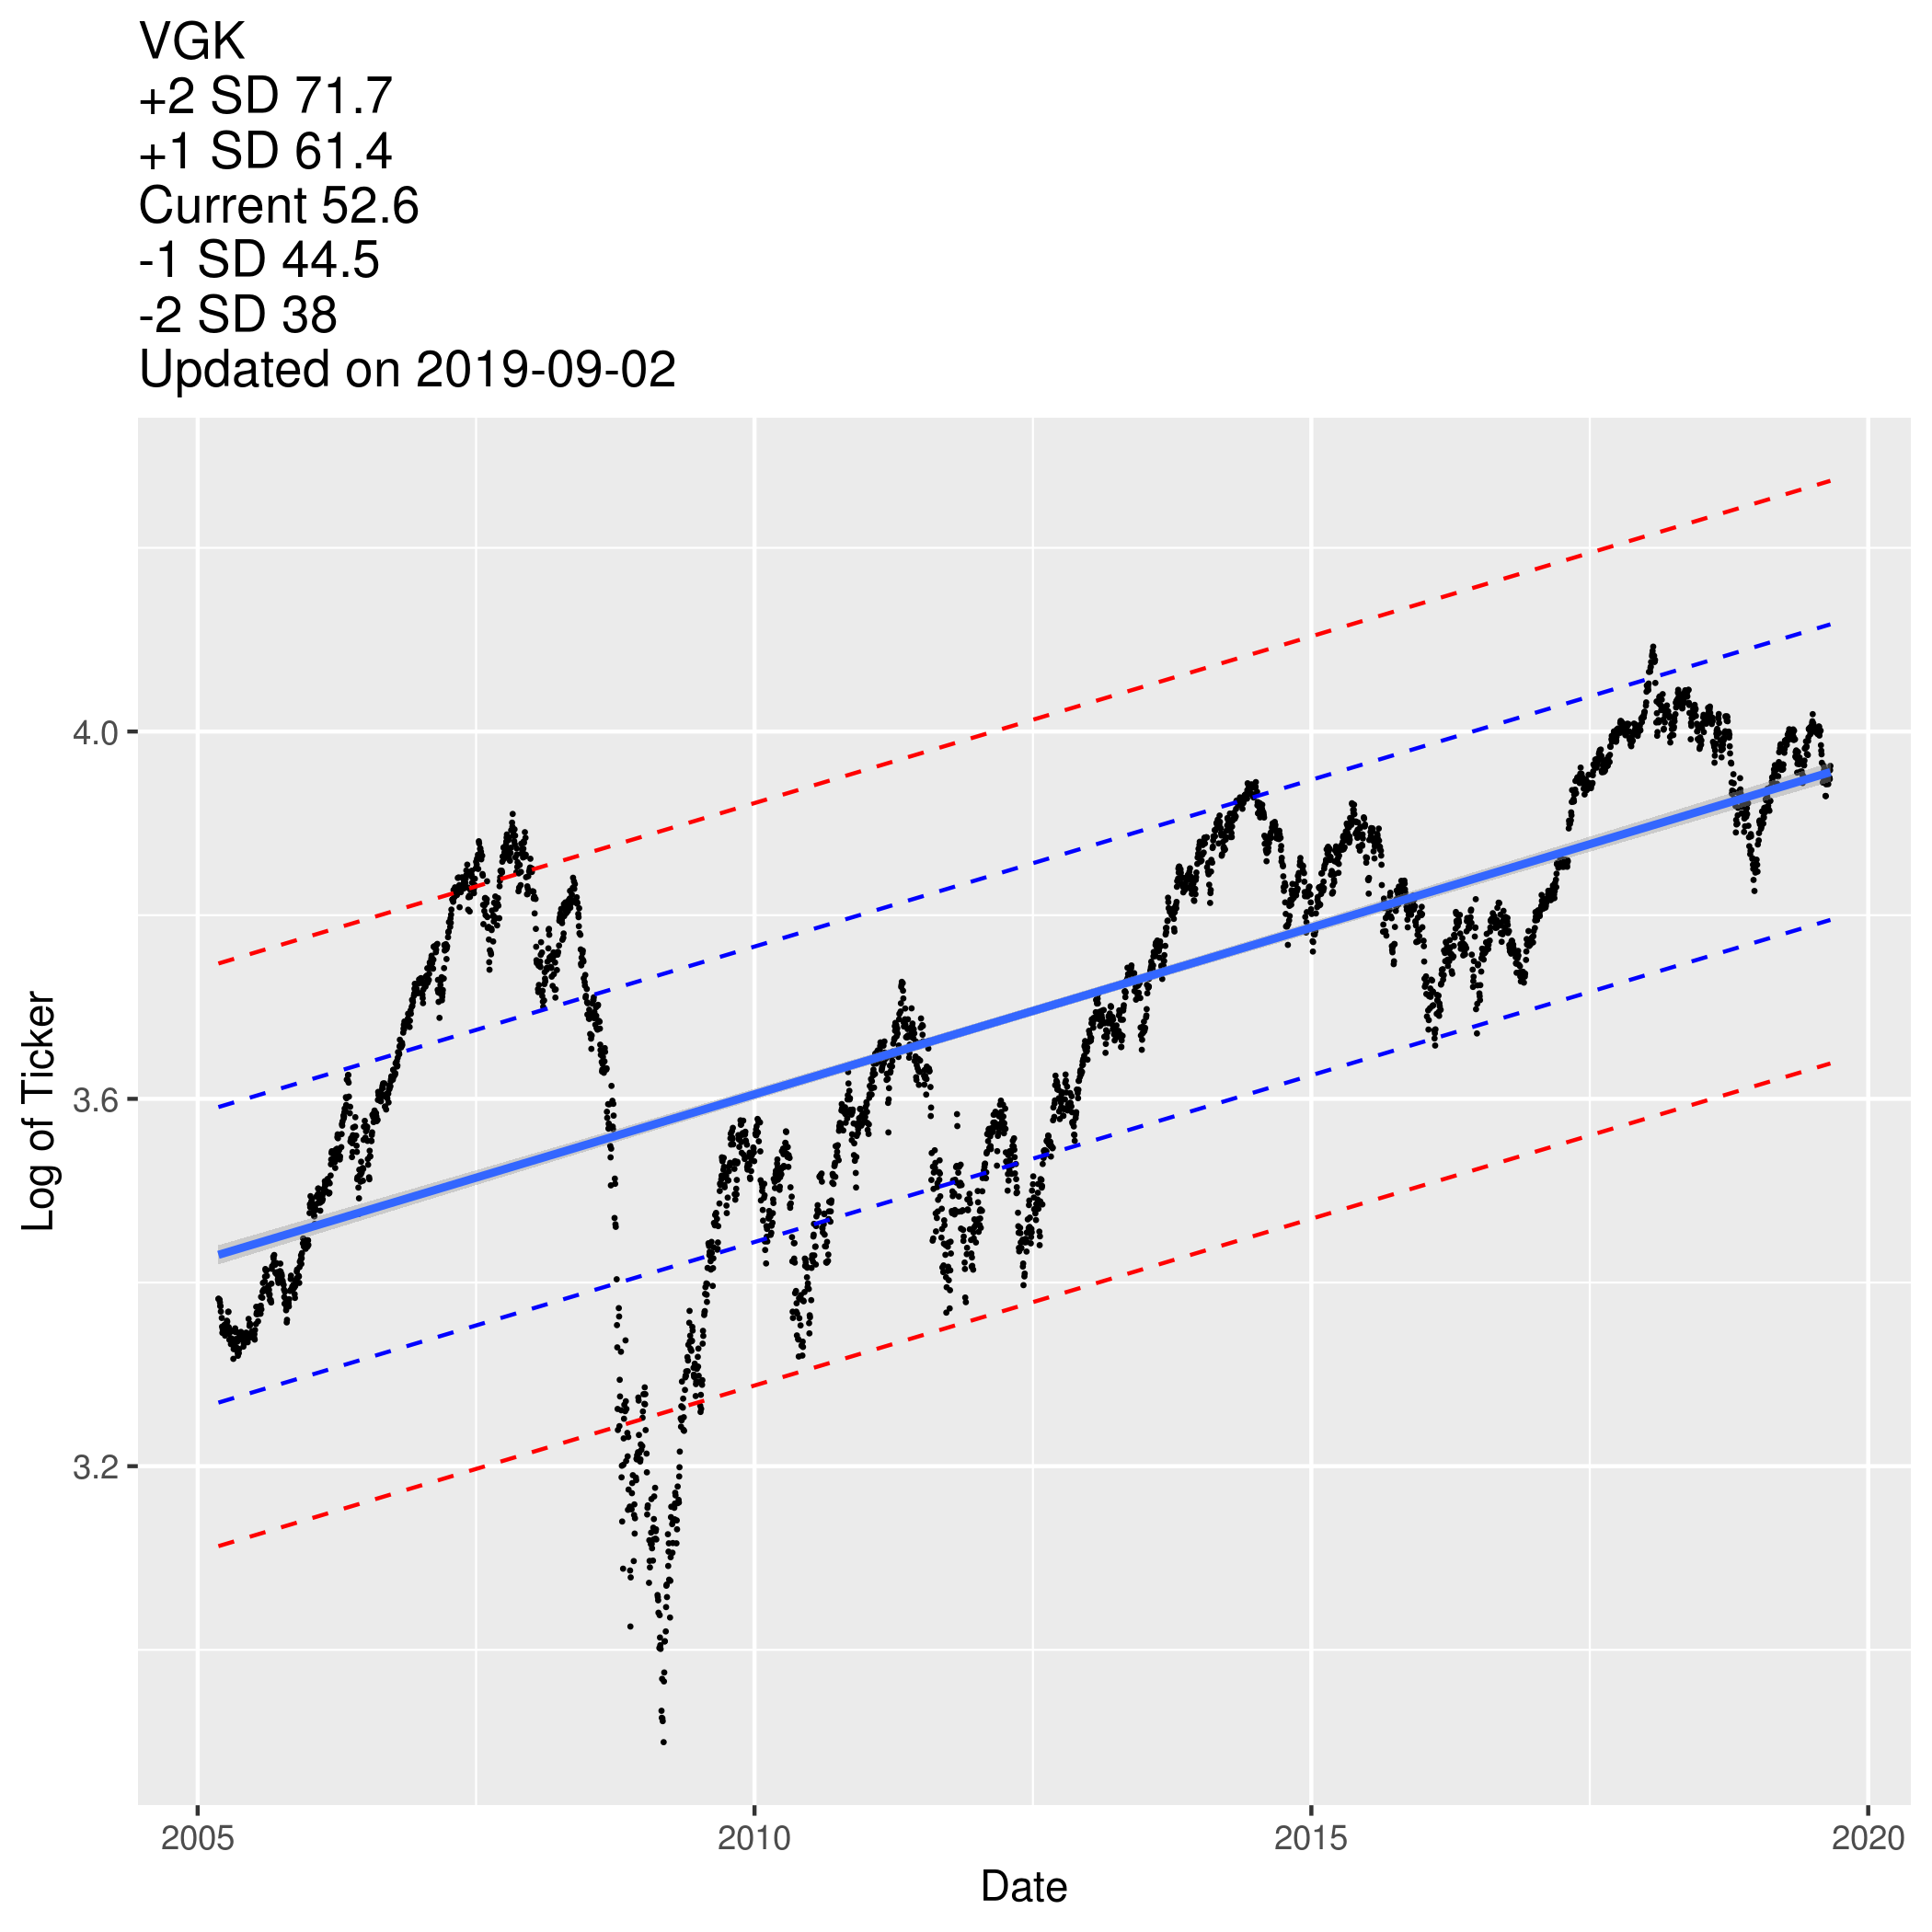 VGK
+2 SD 71.7
+1 SD 61.4
Current 52.6
-1 SD 44.5
-2 SD 38
Updated on 2019-09-02
4.0
3.6
3.2
Log of Ticker
2005 2010 2015 2020
Date